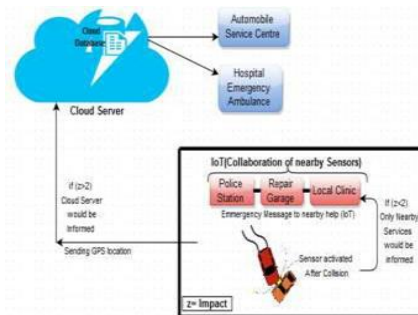 Cloud
Database
Cloud Server
Automobile
Service Centre
Hospital
Emergency
Ambulance
if (z>2)
Cloud Server
would be
Informed
Sending GPS location
IoT(Collaboration of nearby Sensors)
Police
Station
Repair
Garage
Local Clinic
Emmergency Message to nearby help (IoT)
if (z<2)
Only Nearby
Services
would be
informed
Sensor activated
After Collision
z= Impact